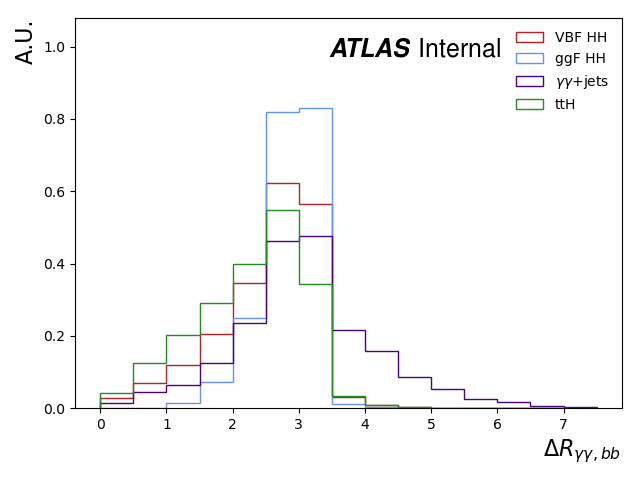 A.U.
ATLAS Internal
VBF HH
ggF HH
γγ+jets
ttH
1.0
0.8
0.6
0.4
0.2
0.0
0 1 2 3 4 5 6 7
ΔRγγ, bb